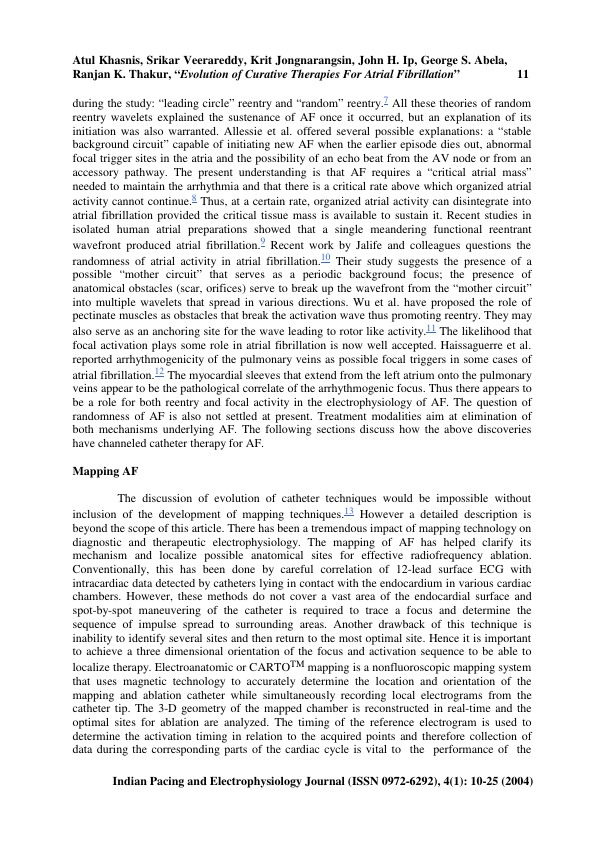 Atul Khasnis, Srikar Veerareddy, Krit Jongnarangsin, John H. Ip, George S. Abela,
Ranjan K. Thakur, “Evolution of Curative Therapies For Atrial Fibrillation” 11
during the study: “leading circle” reentry and “random” reentry.7 All these theories of random
reentry wavelets explained the sustenance of AF once it occurred, but an explanation of its
initiation was also warranted. Allessie et al. offered several possible explanations: a “stable
background circuit” capable of initiating new AF when the earlier episode dies out, abnormal
focal trigger sites in the atria and the possibility of an echo beat from the AV node or from an
accessory pathway. The present understanding is that AF requires a “critical atrial mass”
needed to maintain the arrhythmia and that there is a critical rate above which organized atrial
activity cannot continue.8 Thus, at a certain rate, organized atrial activity can disintegrate into
atrial fibrillation provided the critical tissue mass is available to sustain it. Recent studies in
isolated human atrial preparations showed that a single meandering functional reentrant
wavefront produced atrial fibrillation.9 Recent work by Jalife and colleagues questions the
randomness of atrial activity in atrial fibrillation.10 Their study suggests the presence of a
possible “mother circuit” that serves as a periodic background focus; the presence of
anatomical obstacles (scar, orifices) serve to break up the wavefront from the “mother circuit”
into multiple wavelets that spread in various directions. Wu et al. have proposed the role of
pectinate muscles as obstacles that break the activation wave thus promoting reentry. They may
also serve as an anchoring site for the wave leading to rotor like activity.11 The likelihood that
focal activation plays some role in atrial fibrillation is now well accepted. Haissaguerre et al.
reported arrhythmogenicity of the pulmonary veins as possible focal triggers in some cases of
atrial fibrillation.12 The myocardial sleeves that extend from the left atrium onto the pulmonary
veins appear to be the pathological correlate of the arrhythmogenic focus. Thus there appears to
be a role for both reentry and focal activity in the electrophysiology of AF. The question of
randomness of AF is also not settled at present. Treatment modalities aim at elimination of
both mechanisms underlying AF. The following sections discuss how the above discoveries
have channeled catheter therapy for AF.
Mapping AF
The discussion of evolution of catheter techniques would be impossible without
inclusion of the development of mapping techniques.13 However a detailed description is
beyond the scope of this article. There has been a tremendous impact of mapping technology on
diagnostic and therapeutic electrophysiology. The mapping of AF has helped clarify its
mechanism and localize possible anatomical sites for effective radiofrequency ablation.
Conventionally, this has been done by careful correlation of 12-lead surface ECG with
intracardiac data detected by catheters lying in contact with the endocardium in various cardiac
chambers. However, these methods do not cover a vast area of the endocardial surface and
spot-by-spot maneuvering of the catheter is required to trace a focus and determine the
sequence of impulse spread to surrounding areas. Another drawback of this technique is
inability to identify several sites and then return to the most optimal site. Hence it is important
to achieve a three dimensional orientation of the focus and activation sequence to be able to
localize therapy. Electroanatomic or CARTOTM mapping is a nonfluoroscopic mapping system
that uses magnetic technology to accurately determine the location and orientation of the
mapping and ablation catheter while simultaneously recording local electrograms from the
catheter tip. The 3-D geometry of the mapped chamber is reconstructed in real-time and the
optimal sites for ablation are analyzed. The timing of the reference electrogram is used to
determine the activation timing in relation to the acquired points and therefore collection of
data during the corresponding parts of the cardiac cycle is vital to the performance of the
Indian Pacing and Electrophysiology Journal (ISSN 0972-6292), 4(1): 10-25 (2004)